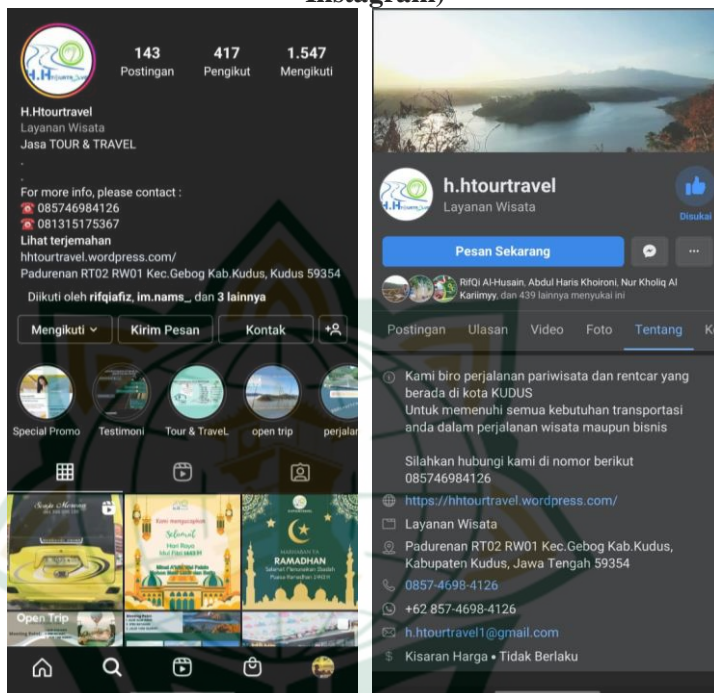 Instagram)
143 417 1.547
Postingan Pengikut Mengikuti
H.Htourtravel
Layanan Wisata
Jasa TOUR & TRAVEL
.
.
For more info, please contact :
☎️ 085746984126
☎️ 081315175367
Lihat terjemahan
hhtourtravel.wordpress.com/
Padurenan RT02 RW01 Kec.Gebog Kab.Kudus, Kudus 59354
Diikuti oleh rifqiafiz, im.nams_, dan 3 lainnya
Mengikuti Kirim Pesan Kontak
Special Promo Testimoni Tour & TraveL open trip perjalan
Kami mengucapkan
Selamat
Hari Raya
RAMADHAN
Open Trip
h.htourtravel
Layanan Wisata
Disukai
Pesan Sekarang
RifQi Al-Husain, Abdul Haris Khoironi, Nur Kholiq Al
Kariimyy, dan 439 lainnya menyukai ini
Postingan Ulasan Video Foto Tentang
Kami biro perjalanan pariwisata dan rentcar yang
berada di kota KUDUS
Untuk memenuhi semua kebutuhan transportasi
anda dalam perjalanan wisata maupun bisnis
Silahkan hubungi kami di nomor berikut
085746984126
https://hhtourtravel.wordpress.com/
Layanan Wisata
Padurenan RT02 RW01 Kec.Gebog Kab.Kudus,
Kabupaten Kudus, Jawa Tengah 59354
0857-4698-4126
+62 857-4698-4126
h.htourtravel1@gmail.com
$ Kisaran Harga • Tidak Berlaku